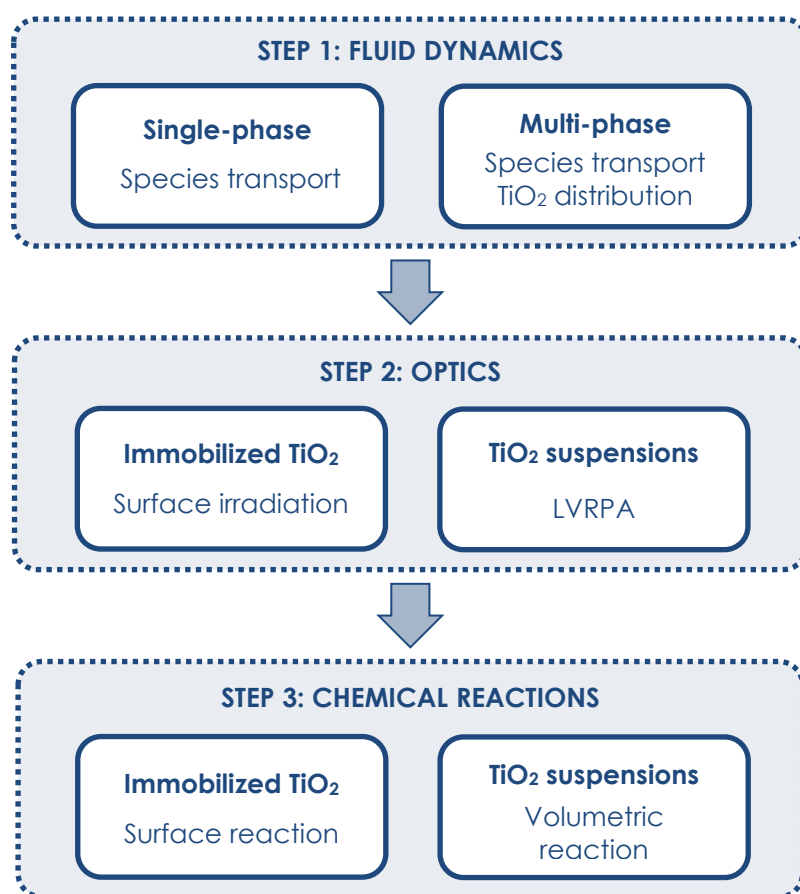 STEP 1: FLUID DYNAMICS
Single-phase
Species transport
Multi-phase
Species transport
TiO₂ distribution
STEP 2: OPTICS
Immobilized TiO₂
Surface irradiation
TiO₂ suspensions
LVRPA
STEP 3: CHEMICAL REACTIONS
Immobilized TiO₂
Surface reaction
TiO₂ suspensions
Volumetric
reaction